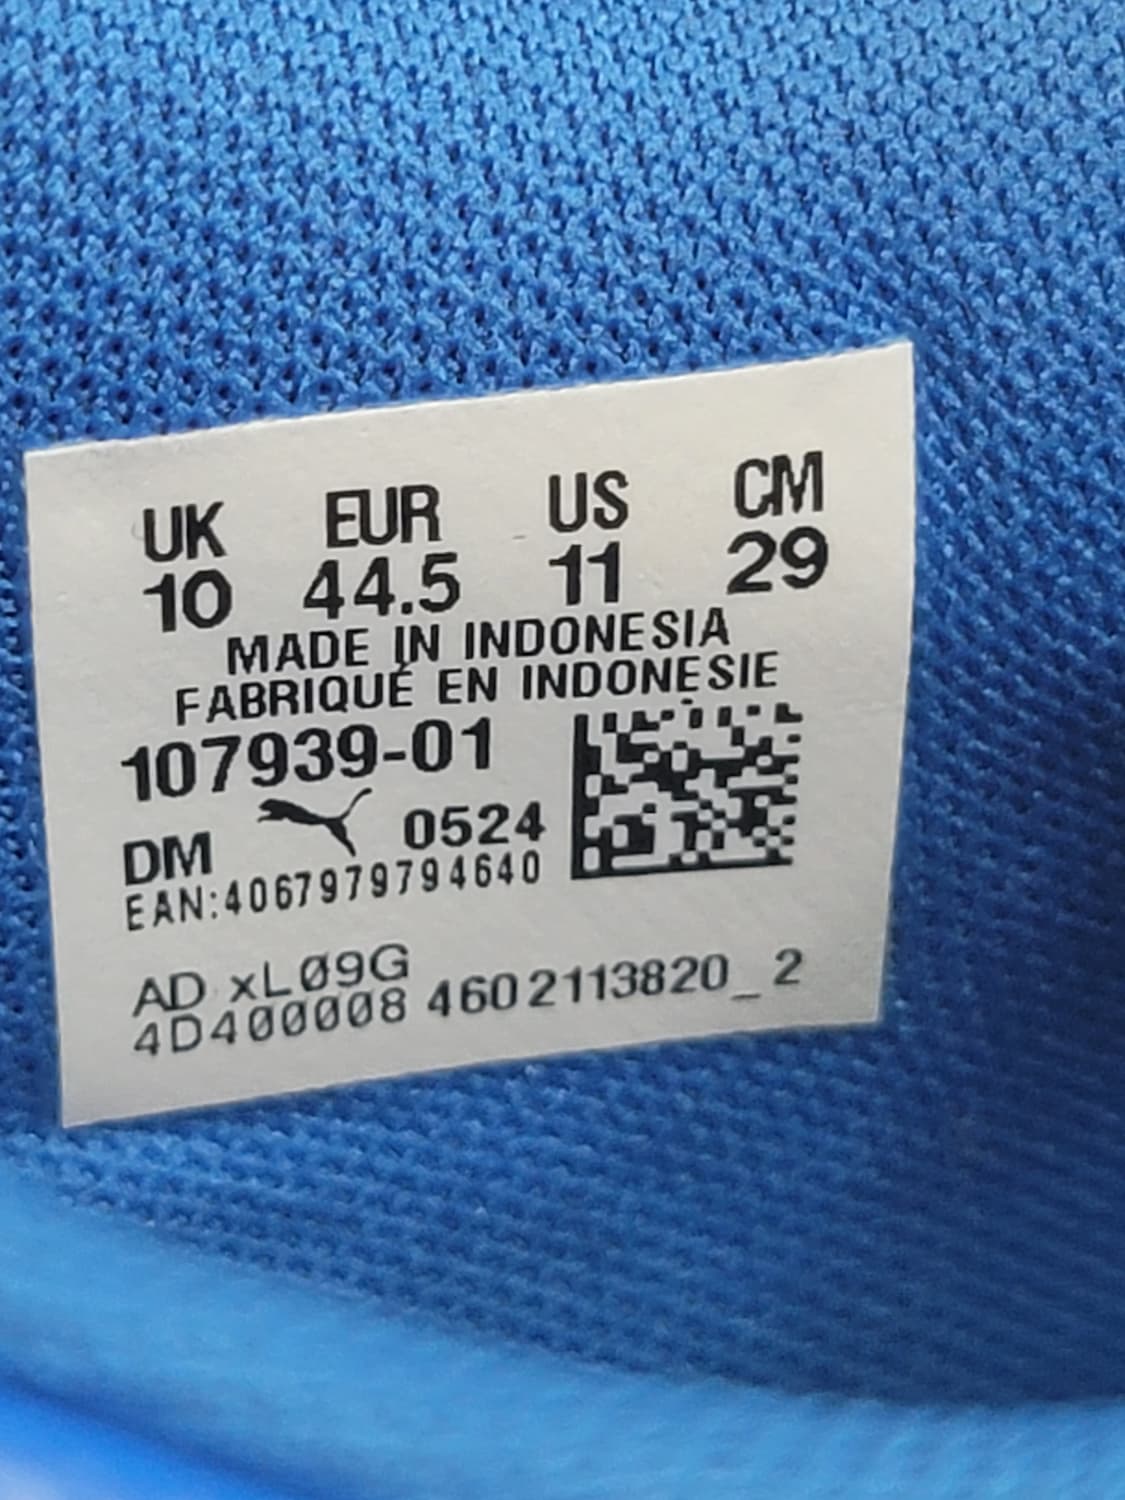 UK EUR US CM
10 44.5 11 29
MADE IN INDONESIA
FABRIQUÉ EN INDONESIE
107939-01
DM 0524
EAN:4067979794640
AD xLØ9G
4D400008 4602113820_2